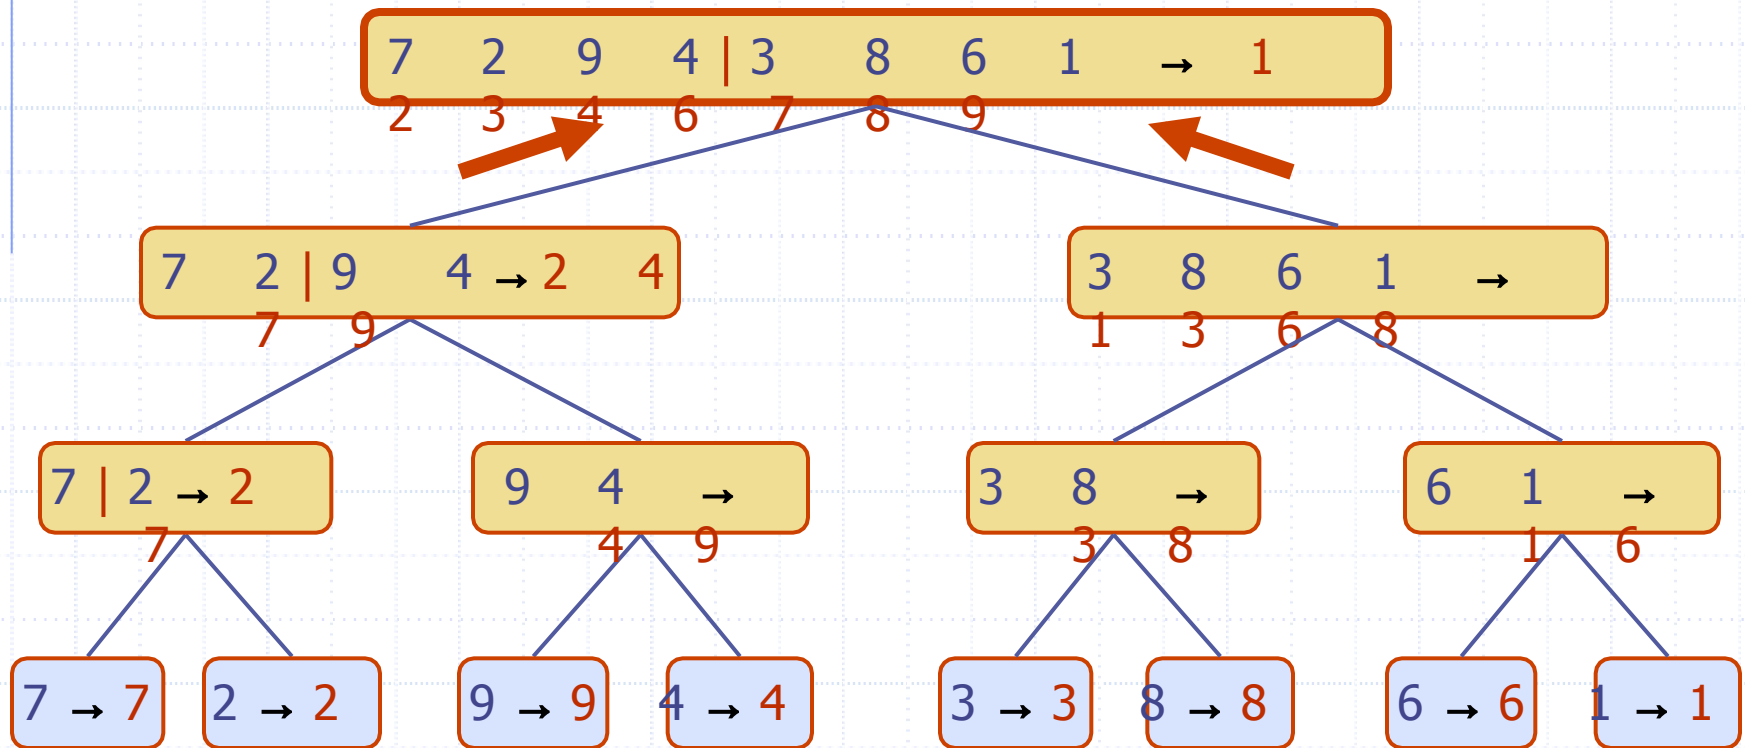 7 2 9 4 | 3 8 6 1 → 1
2 3 4 6 7 8 9
7 2 | 9 4 → 2 4
7 9
3 8 6 1 →
1 3 6 8
7 | 2 → 2
7
9 4 →
4 9
3 8 →
3 8
6 1 →
1 6
7 → 7
2 → 2
9 → 9
4 → 4
3 → 3
8 → 8
6 → 6
1 → 1